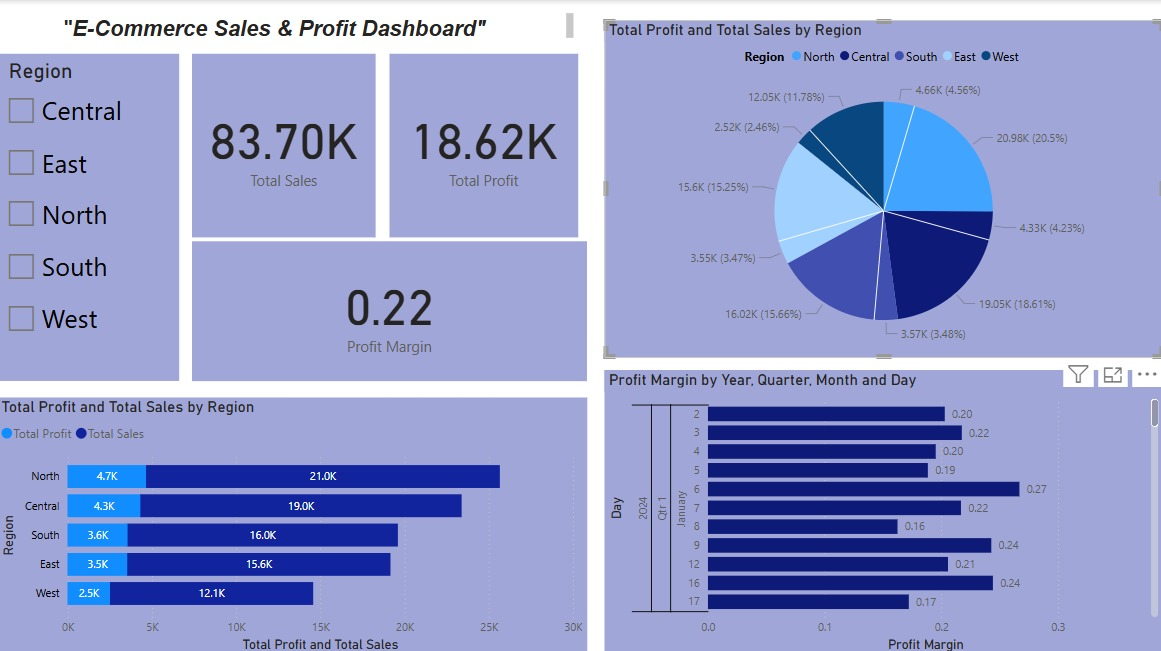 "E-Commerce Sales & Profit Dashboard"
Region
Central
East
North
South
West
83.70K
Total Sales
18.62K
Total Profit
0.22
Profit Margin
Total Profit and Total Sales by Region
Region North Central South East West
4.66K (4.56%)
20.98K (20.5%)
4.33K (4.23%)
19.05K (18.61%)
3.57K (3.48%)
16.02K (15.66%)
3.55K (3.47%)
15.6K (15.25%)
2.52K (2.46%)
12.05K (11.78%)
Total Profit and Total Sales by Region
Total Profit Total Sales
Region
North 4.7K 21.0K
Central 4.3K 19.0K
South 3.6K 16.0K
East 3.5K 15.6K
West 2.5K 12.1K
0K 5K 10K 15K 20K 25K 30K
Total Profit and Total Sales
Profit Margin by Year, Quarter, Month and Day
Day
2024
Qtr 1
January
2 0.20
3 0.22
4 0.20
5 0.19
6 0.27
7 0.22
8 0.16
9 0.24
12 0.21
16 0.24
17 0.17
0.0 0.1 0.2 0.3
Profit Margin